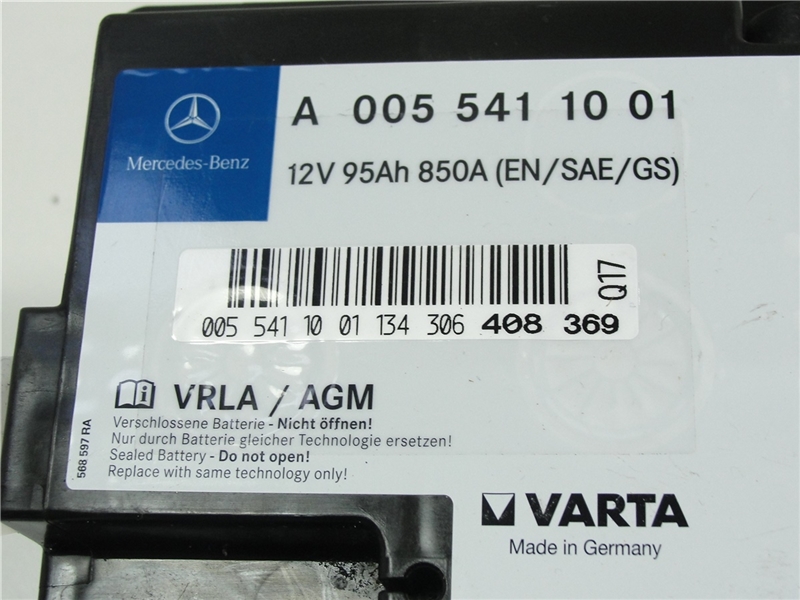 A 005 541 10 01
Mercedes-Benz
12V 95Ah 850A (EN/SAE/GS)
Q17
005 541 10 01 134 306 408 369
VRLA / AGM
Verschlossene Batterie - Nicht öffnen!
Nur durch Batterie gleicher Technologie ersetzen!
Sealed Battery - Do not open!
Replace with same technology only!
568 597 RA
VARTA
Made in Germany